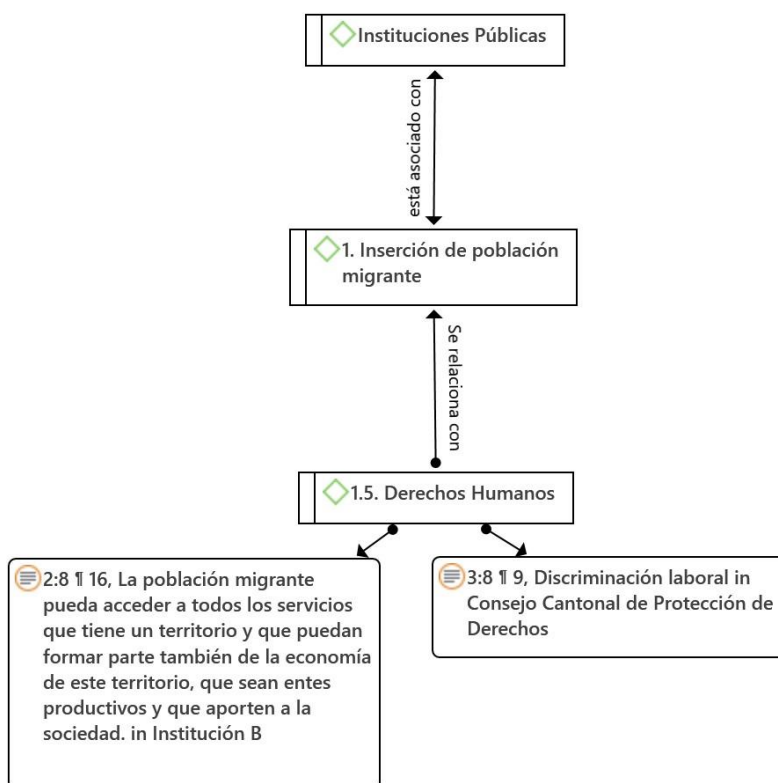 Instituciones Públicas
está asociado con
1. Inserción de población
migrante
Se relaciona con
1.5. Derechos Humanos
2:8 ¶ 16, La población migrante
pueda acceder a todos los servicios
que tiene un territorio y que puedan
formar parte también de la economía
de este territorio, que sean entes
productivos y que aporten a la
sociedad. in Institución B
3:8 ¶ 9, Discriminación laboral in
Consejo Cantonal de Protección de
Derechos